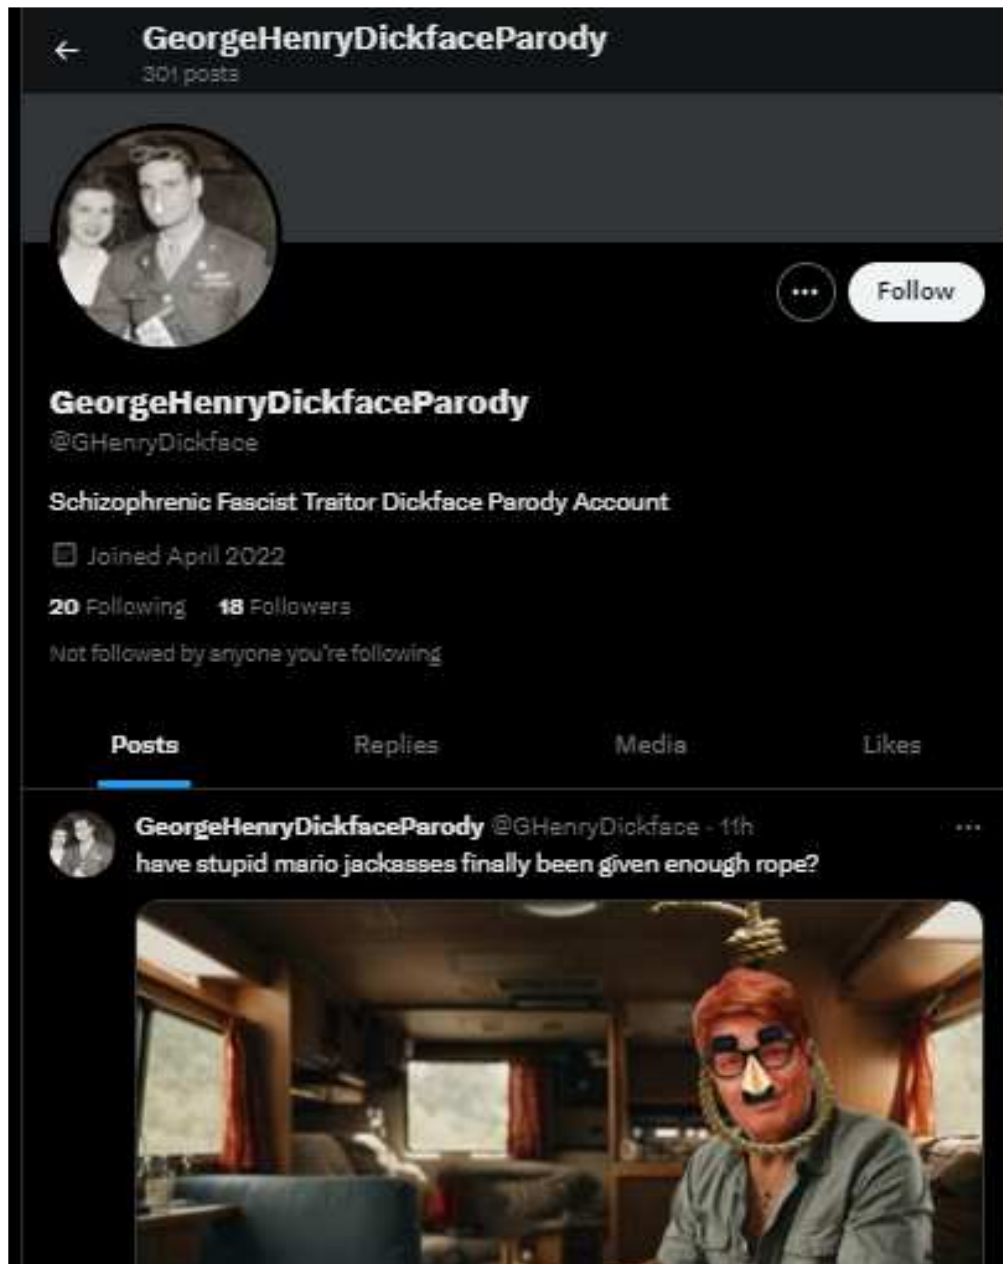 GeorgeHenryDickfaceParody
301 posts
Follow
GeorgeHenryDickfaceParody
@GHenryDickface
Schizophrenic Fascist Traitor Dickface Parody Account
Joined April 2022
20 Following 18 Followers
Not followed by anyone you're following
Posts Replies Media Likes
GeorgeHenryDickfaceParody @GHenryDickface · 11h
have stupid mario jackasses finally been given enough rope?